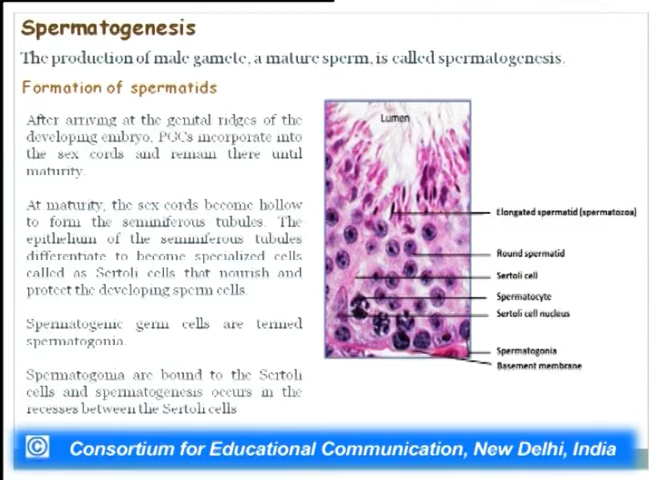 Spermatogenesis
The production of male gamete, a mature sperm, is called spermatogenesis.
Formation of spermatids
After arriving at the genital ridges of the
developing embryo, PGCs incorporate into
the sex cords and remain there until
maturity.
At maturity, the sex cords become hollow
to form the seminiferous tubules. The
epithelium of the seminiferous tubules
differentiate to become specialized cells
called as Sertoli cells that nourish and
protect the developing sperm cells.
Spermatogenic germ cells are termed
spermatogonia.
Spermatogonia are bound to the Sertoli
cells and spermatogenesis occurs in the
recesses between the Sertoli cells
Lumen
Elongated spermatid (spermatozoa)
Round spermatid
Sertoli cell
Spermatocyte
Sertoli cell nucleus
Spermatogonia
Basement membrane
© Consortium for Educational Communication, New Delhi, India